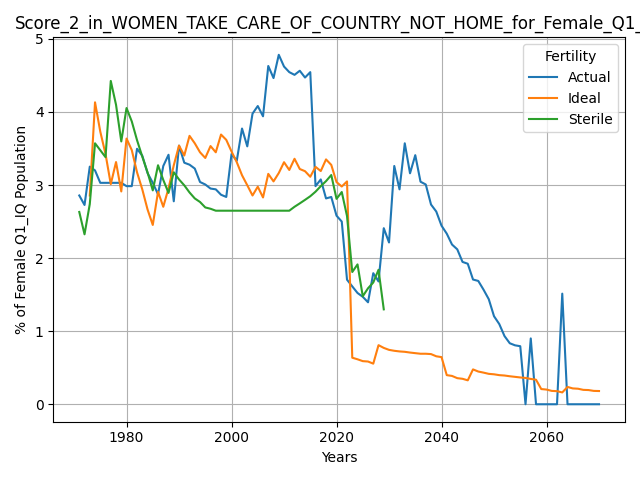 Score_2_in_WOMEN_TAKE_CARE_OF_COUNTRY_NOT_HOME_for_Female_Q1_
Fertility
Actual
Ideal
Sterile
% of Female Q1_IQ Population
5
4
3
2
1
0
1980 2000 2020 2040 2060
Years